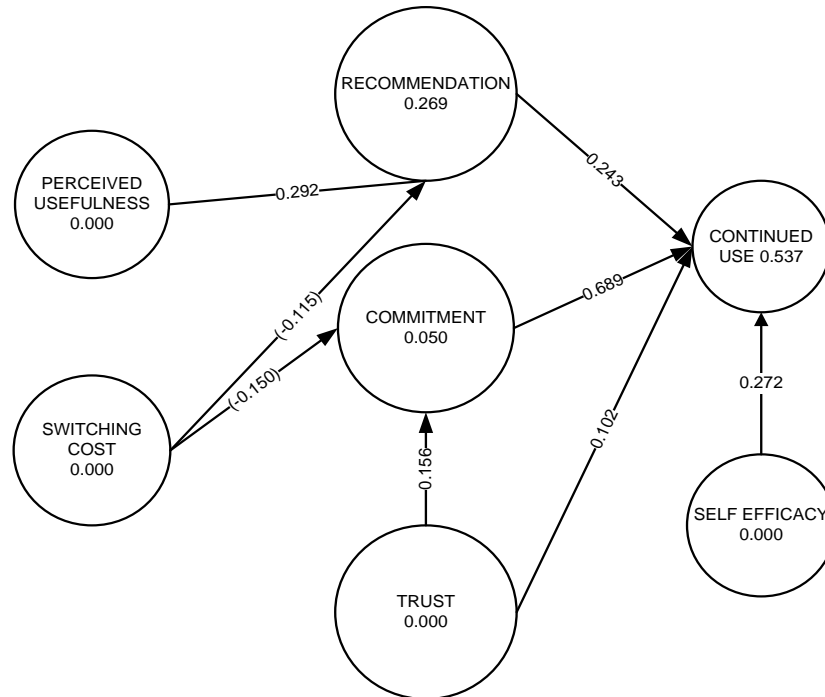 RECOMMENDATION
0.269
PERCEIVED
USEFULNESS
0.000
0.292
0.243
CONTINUED
USE 0.537
(-0.115)
COMMITMENT
0.050
0.689
(-0.150)
0.272
SWITCHING
COST
0.000
0.156
0.102
SELF EFFICACY
0.000
TRUST
0.000